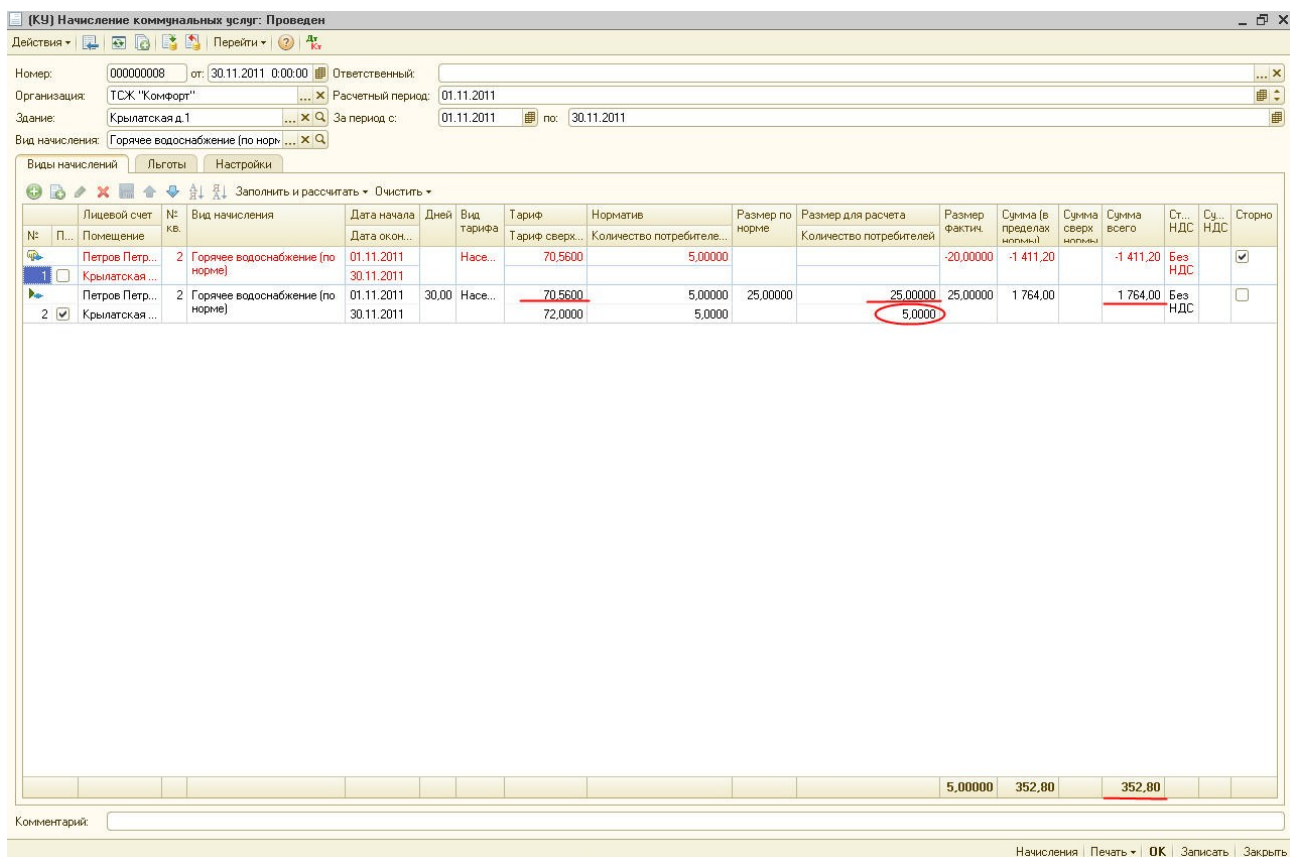 (КУ) Начисление коммунальных услуг: Проведен
Действия Перейти Дт Кт
Номер: 000000008 от: 30.11.2011 0:00:00 Ответственный: ...
Организация: ТСЖ "Комфорт" ... Расчетный период: 01.11.2011
Здание: Крылатская д.1 ... За период с: 01.11.2011 по: 30.11.2011
Вид начисления: Горячее водоснабжение (по норм ...
Виды начислений Льготы Настройки
Заполнить и рассчитать Очистить
№ П... Лицевой счет № кв. Вид начисления Дата начала Дней Вид тарифа Тариф Норматив Размер по норме Размер для расчета Размер фактич. Сумма (в пределах нормы) Сумма сверх нормы Сумма всего Ст... НДС Су... НДС Сторно
Помещение Дата окон... Тариф сверх... Количество потребителе... Количество потребителей
Петров Петр... 2 Горячее водоснабжение (по норме) 01.11.2011 Насе... 70,5600 5,00000 -20,00000 -1 411,20 -1 411,20 Без НДС
1 Крылатская ... 30.11.2011
Петров Петр... 2 Горячее водоснабжение (по норме) 01.11.2011 30,00 Насе... 70,5600 5,00000 25,00000 25,00000 25,00000 1 764,00 1 764,00 Без НДС
2 Крылатская ... 30.11.2011 72,0000 5,0000 5,0000
5,00000 352,80 352,80
Комментарий:
Начисления Печать OK Записать Закрыть